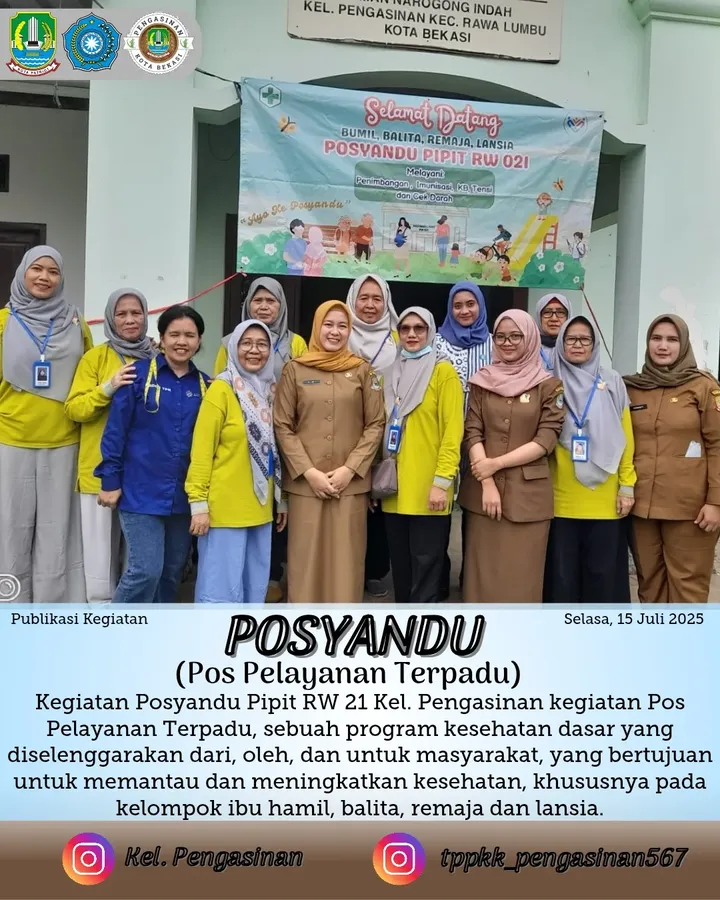 KOTA PATRIOT
PENGASINAN
KOTA BEKASI
NAROGONG INDAH
KEL. PENGASINAN KEC. RAWA LUMBU
KOTA BEKASI
Selamat Datang
BUMIL, BALITA, REMAJA, LANSIA
POSYANDU PIPIT RW 021
Melayani:
Penimbangan, Imunisasi, KB, Tensi
dan Cek Darah
"Ayo Ke Posyandu"
Publikasi Kegiatan
Selasa, 15 Juli 2025
POSYANDU
(Pos Pelayanan Terpadu)
Kegiatan Posyandu Pipit RW 21 Kel. Pengasinan kegiatan Pos
Pelayanan Terpadu, sebuah program kesehatan dasar yang
diselenggarakan dari, oleh, dan untuk masyarakat, yang bertujuan
untuk memantau dan meningkatkan kesehatan, khususnya pada
kelompok ibu hamil, balita, remaja dan lansia.
Kel. Pengasinan
tppkk_pengasinan567